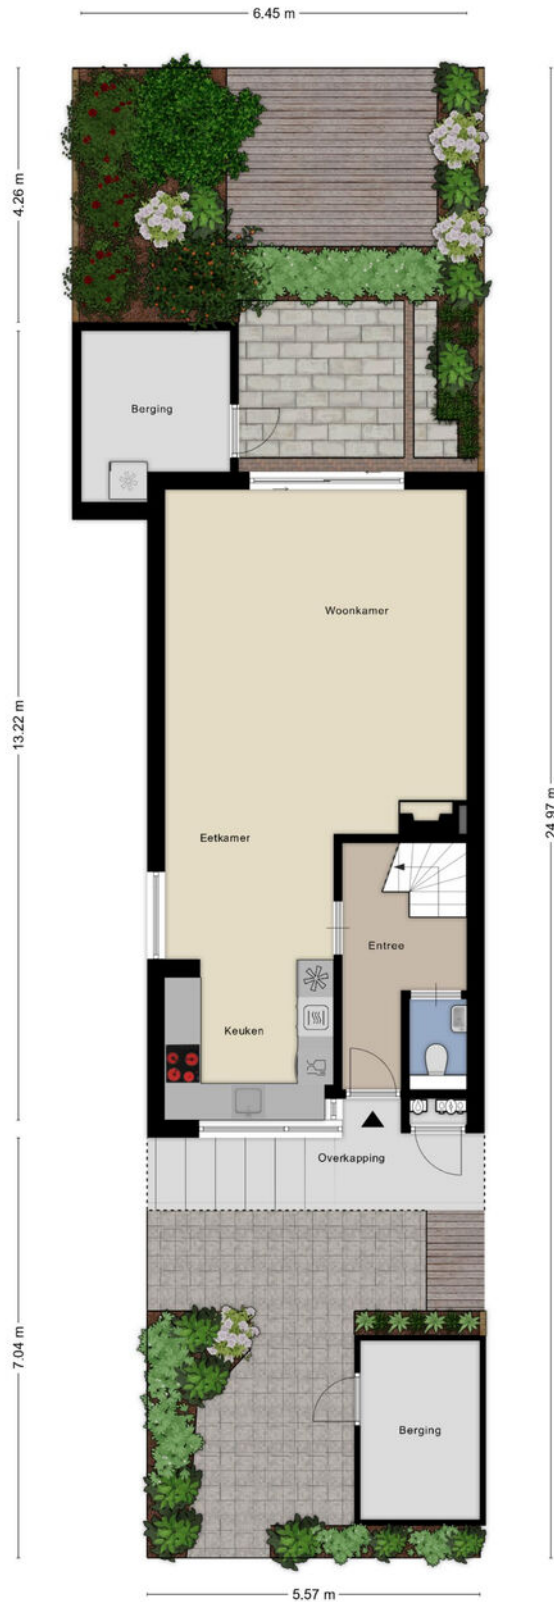 6.45 m
4.26 m
Berging
Woonkamer
13.22 m
24.97 m
Eetkamer
Entree
Keuken
Overkapping
7.04 m
Berging
5.57 m